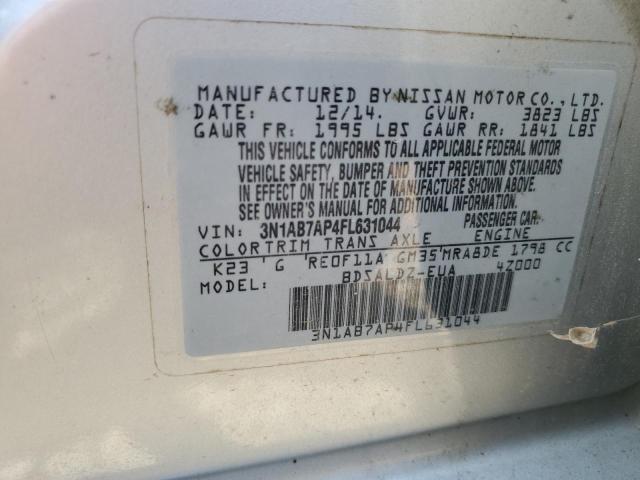 MANUFACTURED BY NISSAN MOTOR CO., LTD.
DATE: 12/14. GVWR: 3823 LBS
GAWR FR: 1995 LBS GAWR RR: 1841 LBS
THIS VEHICLE CONFORMS TO ALL APPLICABLE FEDERAL MOTOR
VEHICLE SAFETY, BUMPER AND THEFT PREVENTION STANDARDS
IN EFFECT ON THE DATE OF MANUFACTURE SHOWN ABOVE.
SEE OWNER'S MANUAL FOR ADDITIONAL INFORMATION.
VIN: 3N1AB7AP4FL631044 PASSENGER CAR
COLOR TRIM TRANS AXLE ENGINE
K23 G RE0F11A GM35 MRA8DE 1798 CC
MODEL: BDSALDZ-EUA 4Z000
3N1AB7AP4FL631044